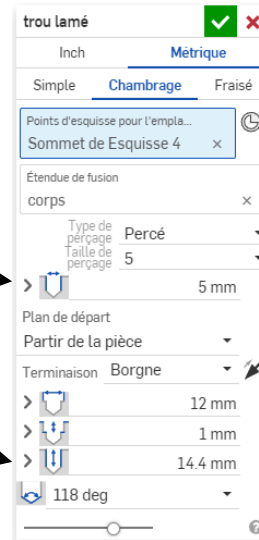 trou lamé
Inch Métrique
Simple Chambrage Fraisé
Points d'esquisse pour l'empla...
Sommet de Esquisse 4
Étendue de fusion
corps
Type de perçage Percé
Taille de perçage 5
5 mm
Plan de départ
Partir de la pièce
Terminaison Borgne
12 mm
1 mm
14.4 mm
118 deg